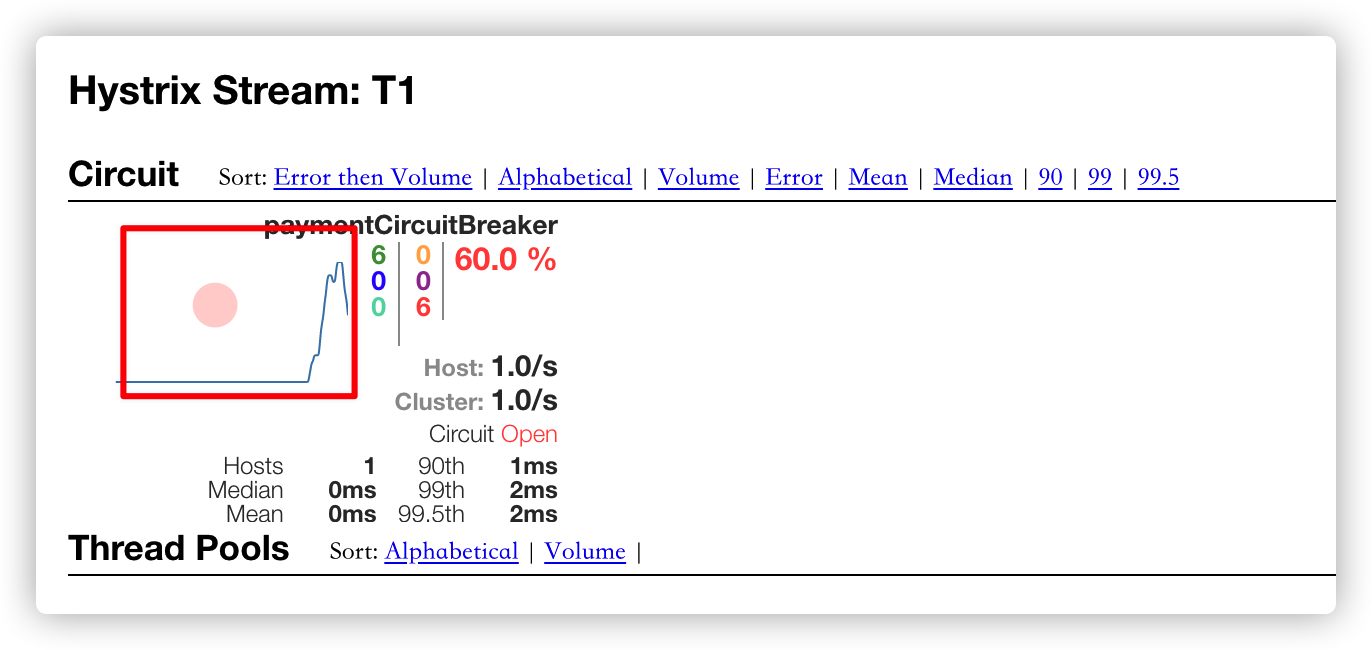 Hystrix Stream: T1
Circuit Sort: Error then Volume | Alphabetical | Volume | Error | Mean | Median | 90 | 99 | 99.5
paymentCircuitBreaker
6 0 60.0 %
0 0
0 6
Host: 1.0/s
Cluster: 1.0/s
Circuit Open
Hosts 1 90th 1ms
Median 0ms 99th 2ms
Mean 0ms 99.5th 2ms
Thread Pools Sort: Alphabetical | Volume |